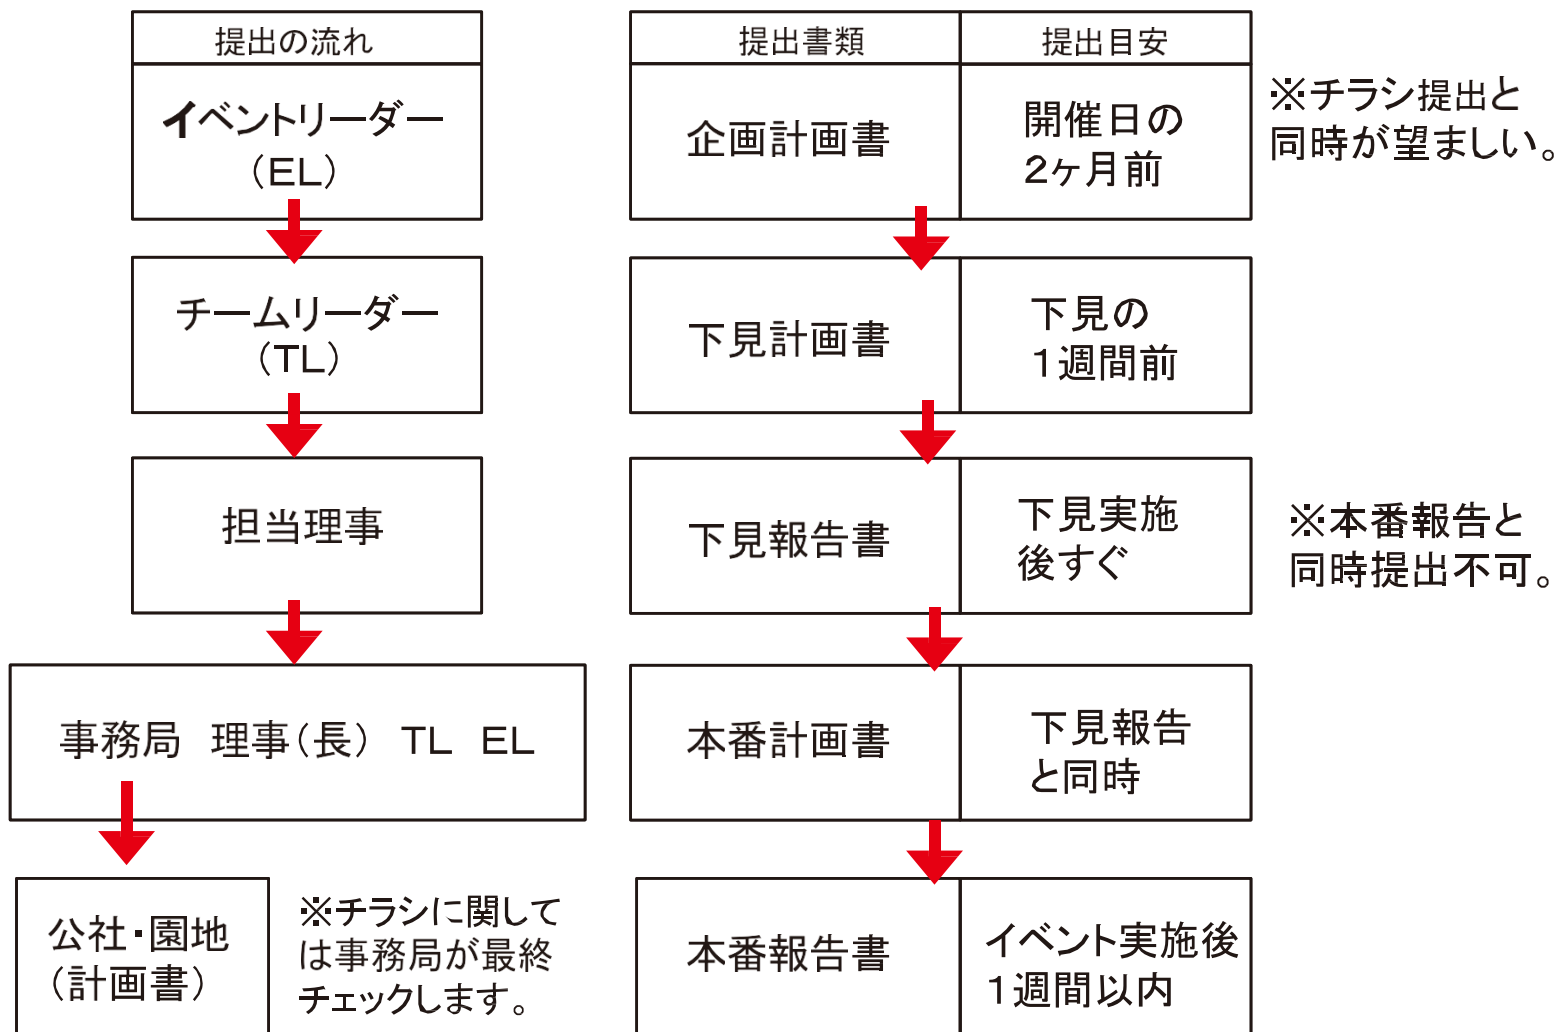 提出の流れ
イベントリーダー
（EL）
チームリーダー
（TL）
担当理事
事務局　理事（長）　TL　EL
公社・園地
（計画書）
※チラシに関して
は事務局が最終
チェックします。
提出書類　提出目安
企画計画書
開催日の
２ヶ月前
※チラシ提出と
同時が望ましい。
下見計画書
下見の
１週間前
下見報告書
下見実施
後すぐ
※本番報告と
同時提出不可。
本番計画書
下見報告
と同時
本番報告書
イベント実施後
１週間以内